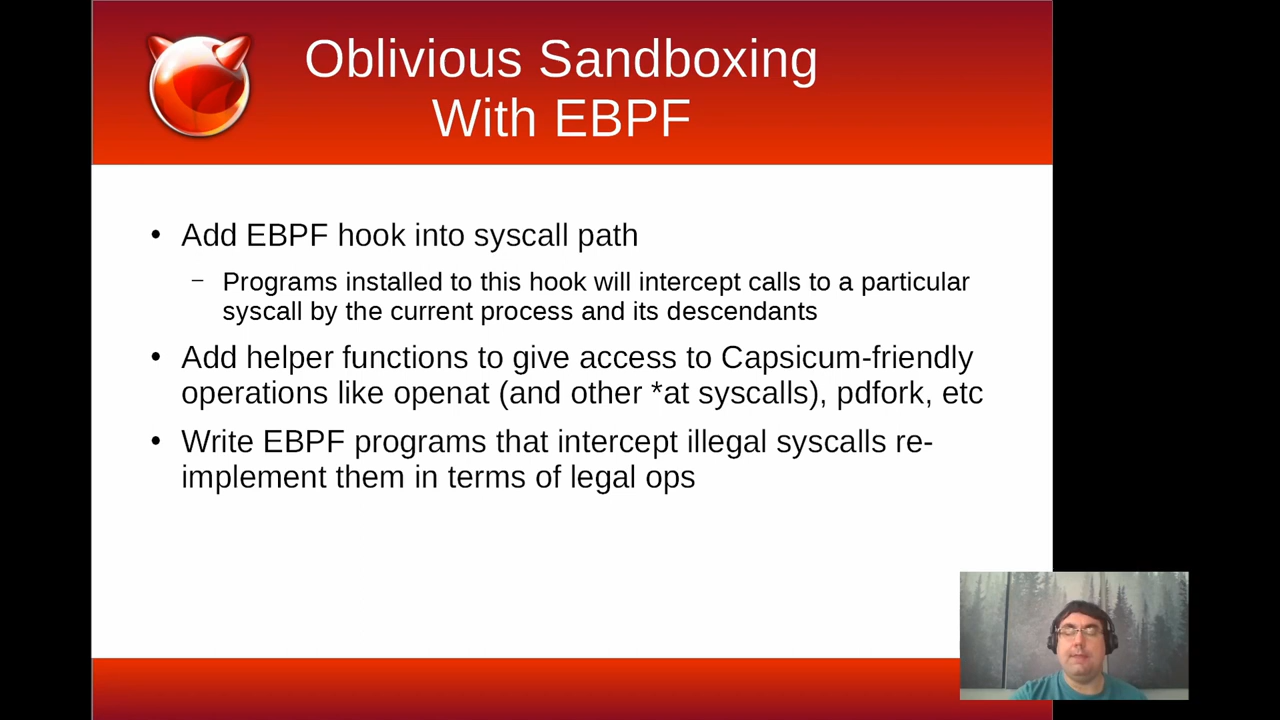 Oblivious Sandboxing
With EBPF
• Add EBPF hook into syscall path
– Programs installed to this hook will intercept calls to a particular
syscall by the current process and its descendants
• Add helper functions to give access to Capsicum-friendly
operations like openat (and other *at syscalls), pdfork, etc
• Write EBPF programs that intercept illegal syscalls re-
implement them in terms of legal ops